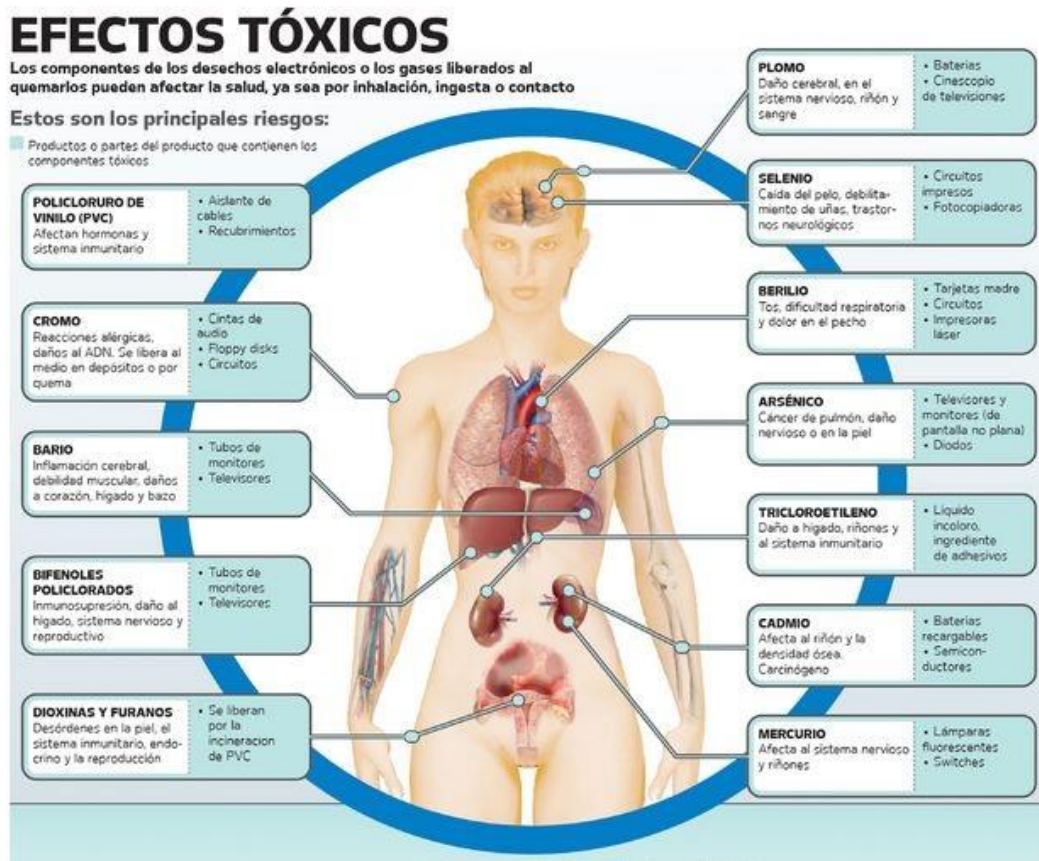 EFECTOS TÓXICOS
Los componentes de los desechos electrónicos o los gases liberados al
quemarlos pueden afectar la salud, ya sea por inhalación, ingesta o contacto
Estos son los principales riesgos:
Productos o partes del producto que contienen los
componentes tóxicos
POLICLORURO DE
VINILO (PVC)
Afectan hormonas y
sistema inmunitario
• Aislante de
cables
• Recubrimientos
CROMO
Reacciones alérgicas,
daños al ADN. Se libera al
medio en depósitos o por
quema
• Cintas de
audio
• Floppy disks
• Circuitos
BARIO
Inflamación cerebral,
debilidad muscular, daños
a corazón, hígado y bazo
• Tubos de
monitores
• Televisores
BIFENOLES
POLICLORADOS
Inmunosupresión, daño al
hígado, sistema nervioso y
reproductivo
• Tubos de
monitores
• Televisores
DIOXINAS Y FURANOS
Desórdenes en la piel, el
sistema inmunitario, endo-
crino y la reproducción
• Se liberan
por la
incineracion
de PVC
PLOMO
Daño cerebral, en el
sistema nervioso, riñón y
sangre
• Baterias
• Cinescopio
de televisiones
SELENIO
Caída del pelo, debilita-
miento de uñas, trastor-
nos neurológicos
• Circuitos
impresos
• Fotocopiadoras
BERILIO
Tos, dificultad respiratoria
y dolor en el pecho
• Tarjetas madre
• Circuitos
• Impresoras
láser
ARSÉNICO
Cáncer de pulmón, daño
nervioso o en la piel
• Televisores y
monitores (de
pantalla no plana)
• Diodos
TRICLOROETILENO
Daño a hígado, riñones y
al sistema inmunitario
• Líquido
incoloro,
ingrediente
de adhesivos
CADMIO
Afecta al riñón y la
densidad ósea.
Carcinógeno
• Baterias
recargables
• Semicon-
ductores
MERCURIO
Afecta al sistema nervioso
y riñones
• Lámparas
fluorescentes
• Switches